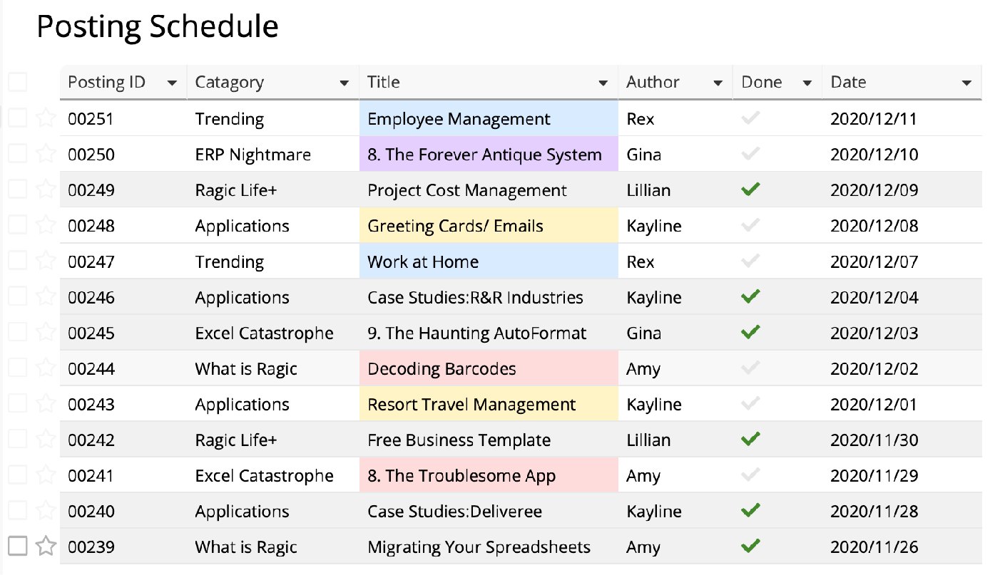 Posting Schedule
Posting ID Catagory Title Author Done Date
00251 Trending Employee Management Rex 2020/12/11
00250 ERP Nightmare 8. The Forever Antique System Gina 2020/12/10
00249 Ragic Life+ Project Cost Management Lillian 2020/12/09
00248 Applications Greeting Cards/ Emails Kayline 2020/12/08
00247 Trending Work at Home Rex 2020/12/07
00246 Applications Case Studies:R&R Industries Kayline 2020/12/04
00245 Excel Catastrophe 9. The Haunting AutoFormat Gina 2020/12/03
00244 What is Ragic Decoding Barcodes Amy 2020/12/02
00243 Applications Resort Travel Management Kayline 2020/12/01
00242 Ragic Life+ Free Business Template Lillian 2020/11/30
00241 Excel Catastrophe 8. The Troublesome App Amy 2020/11/29
00240 Applications Case Studies:Deliveree Kayline 2020/11/28
00239 What is Ragic Migrating Your Spreadsheets Amy 2020/11/26